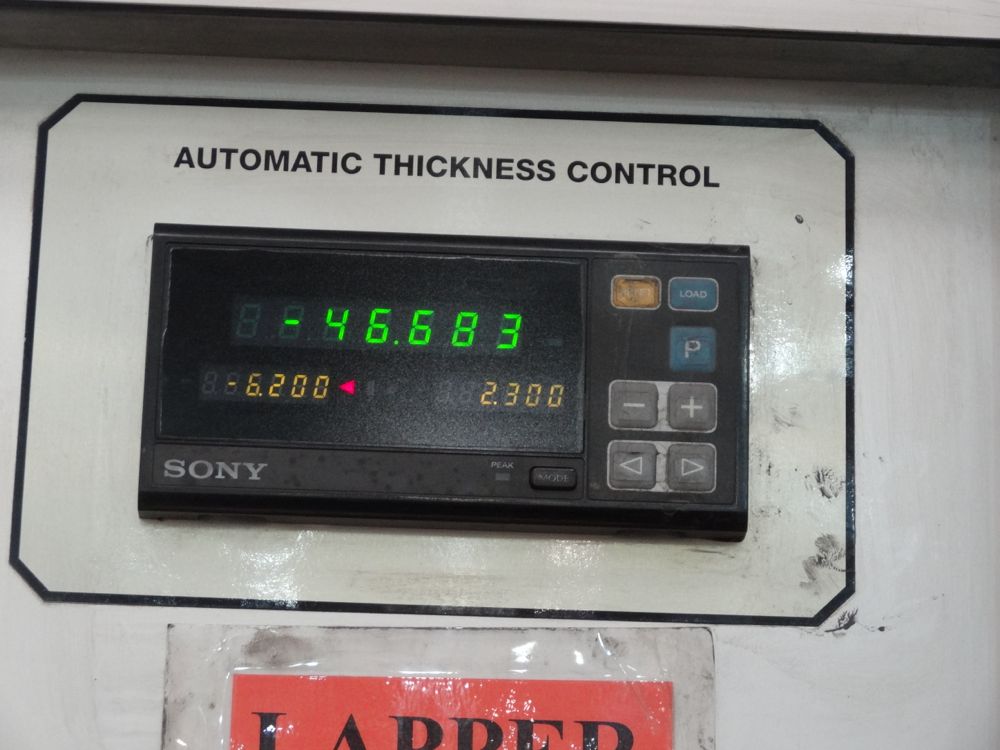 AUTOMATIC THICKNESS CONTROL
-46.683
-6.200 2.300
LOAD
P
− +
SONY
PEAK
MODE
LAPPER